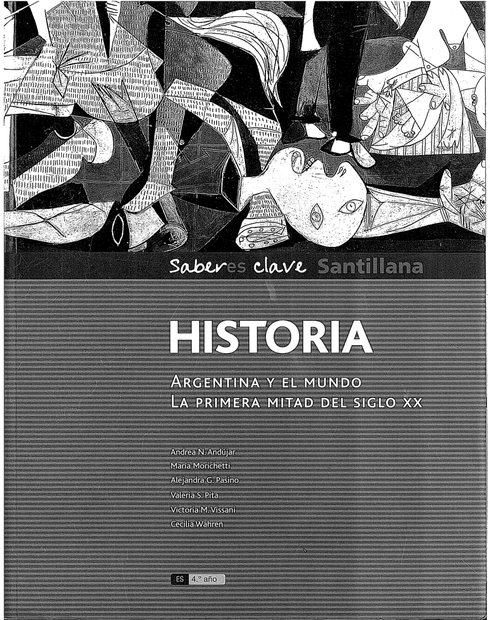 Saberes clave Santillana
HISTORIA
ARGENTINA Y EL MUNDO
LA PRIMERA MITAD DEL SIGLO XX
Andrea N. Andújar
María Morichetti
Alejandra G. Pasino
Valeria S. Pita
Victoria M. Vissani
Cecilia Wahren
ES 4.º año